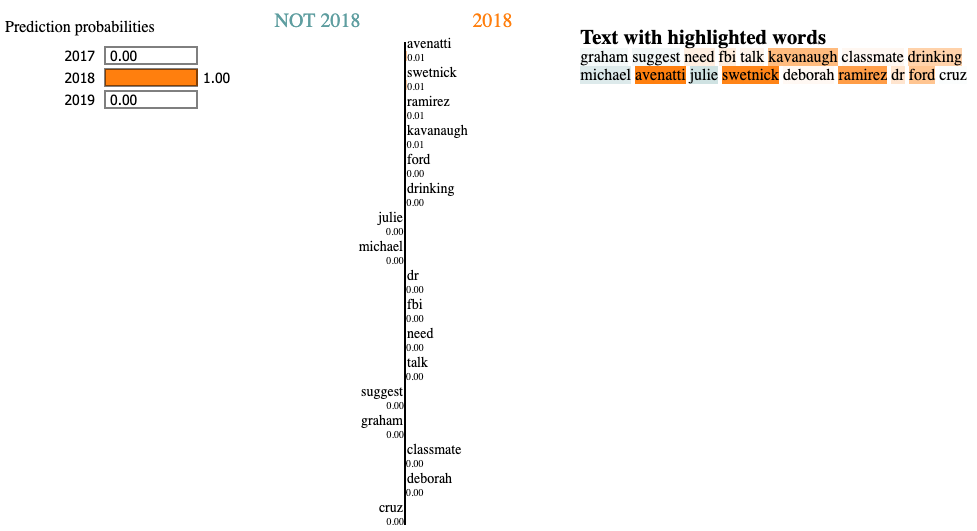 Prediction probabilities
2017 0.00
2018 1.00
2019 0.00
NOT 2018 2018
avenatti
0.01
swetnick
0.01
ramirez
0.01
kavanaugh
0.01
ford
0.00
drinking
0.00
julie
0.00
michael
0.00
dr
0.00
fbi
0.00
need
0.00
talk
0.00
suggest
0.00
graham
0.00
classmate
0.00
deborah
0.00
cruz
0.00
Text with highlighted words
graham suggest need fbi talk kavanaugh classmate drinking
michael avenatti julie swetnick deborah ramirez dr ford cruz